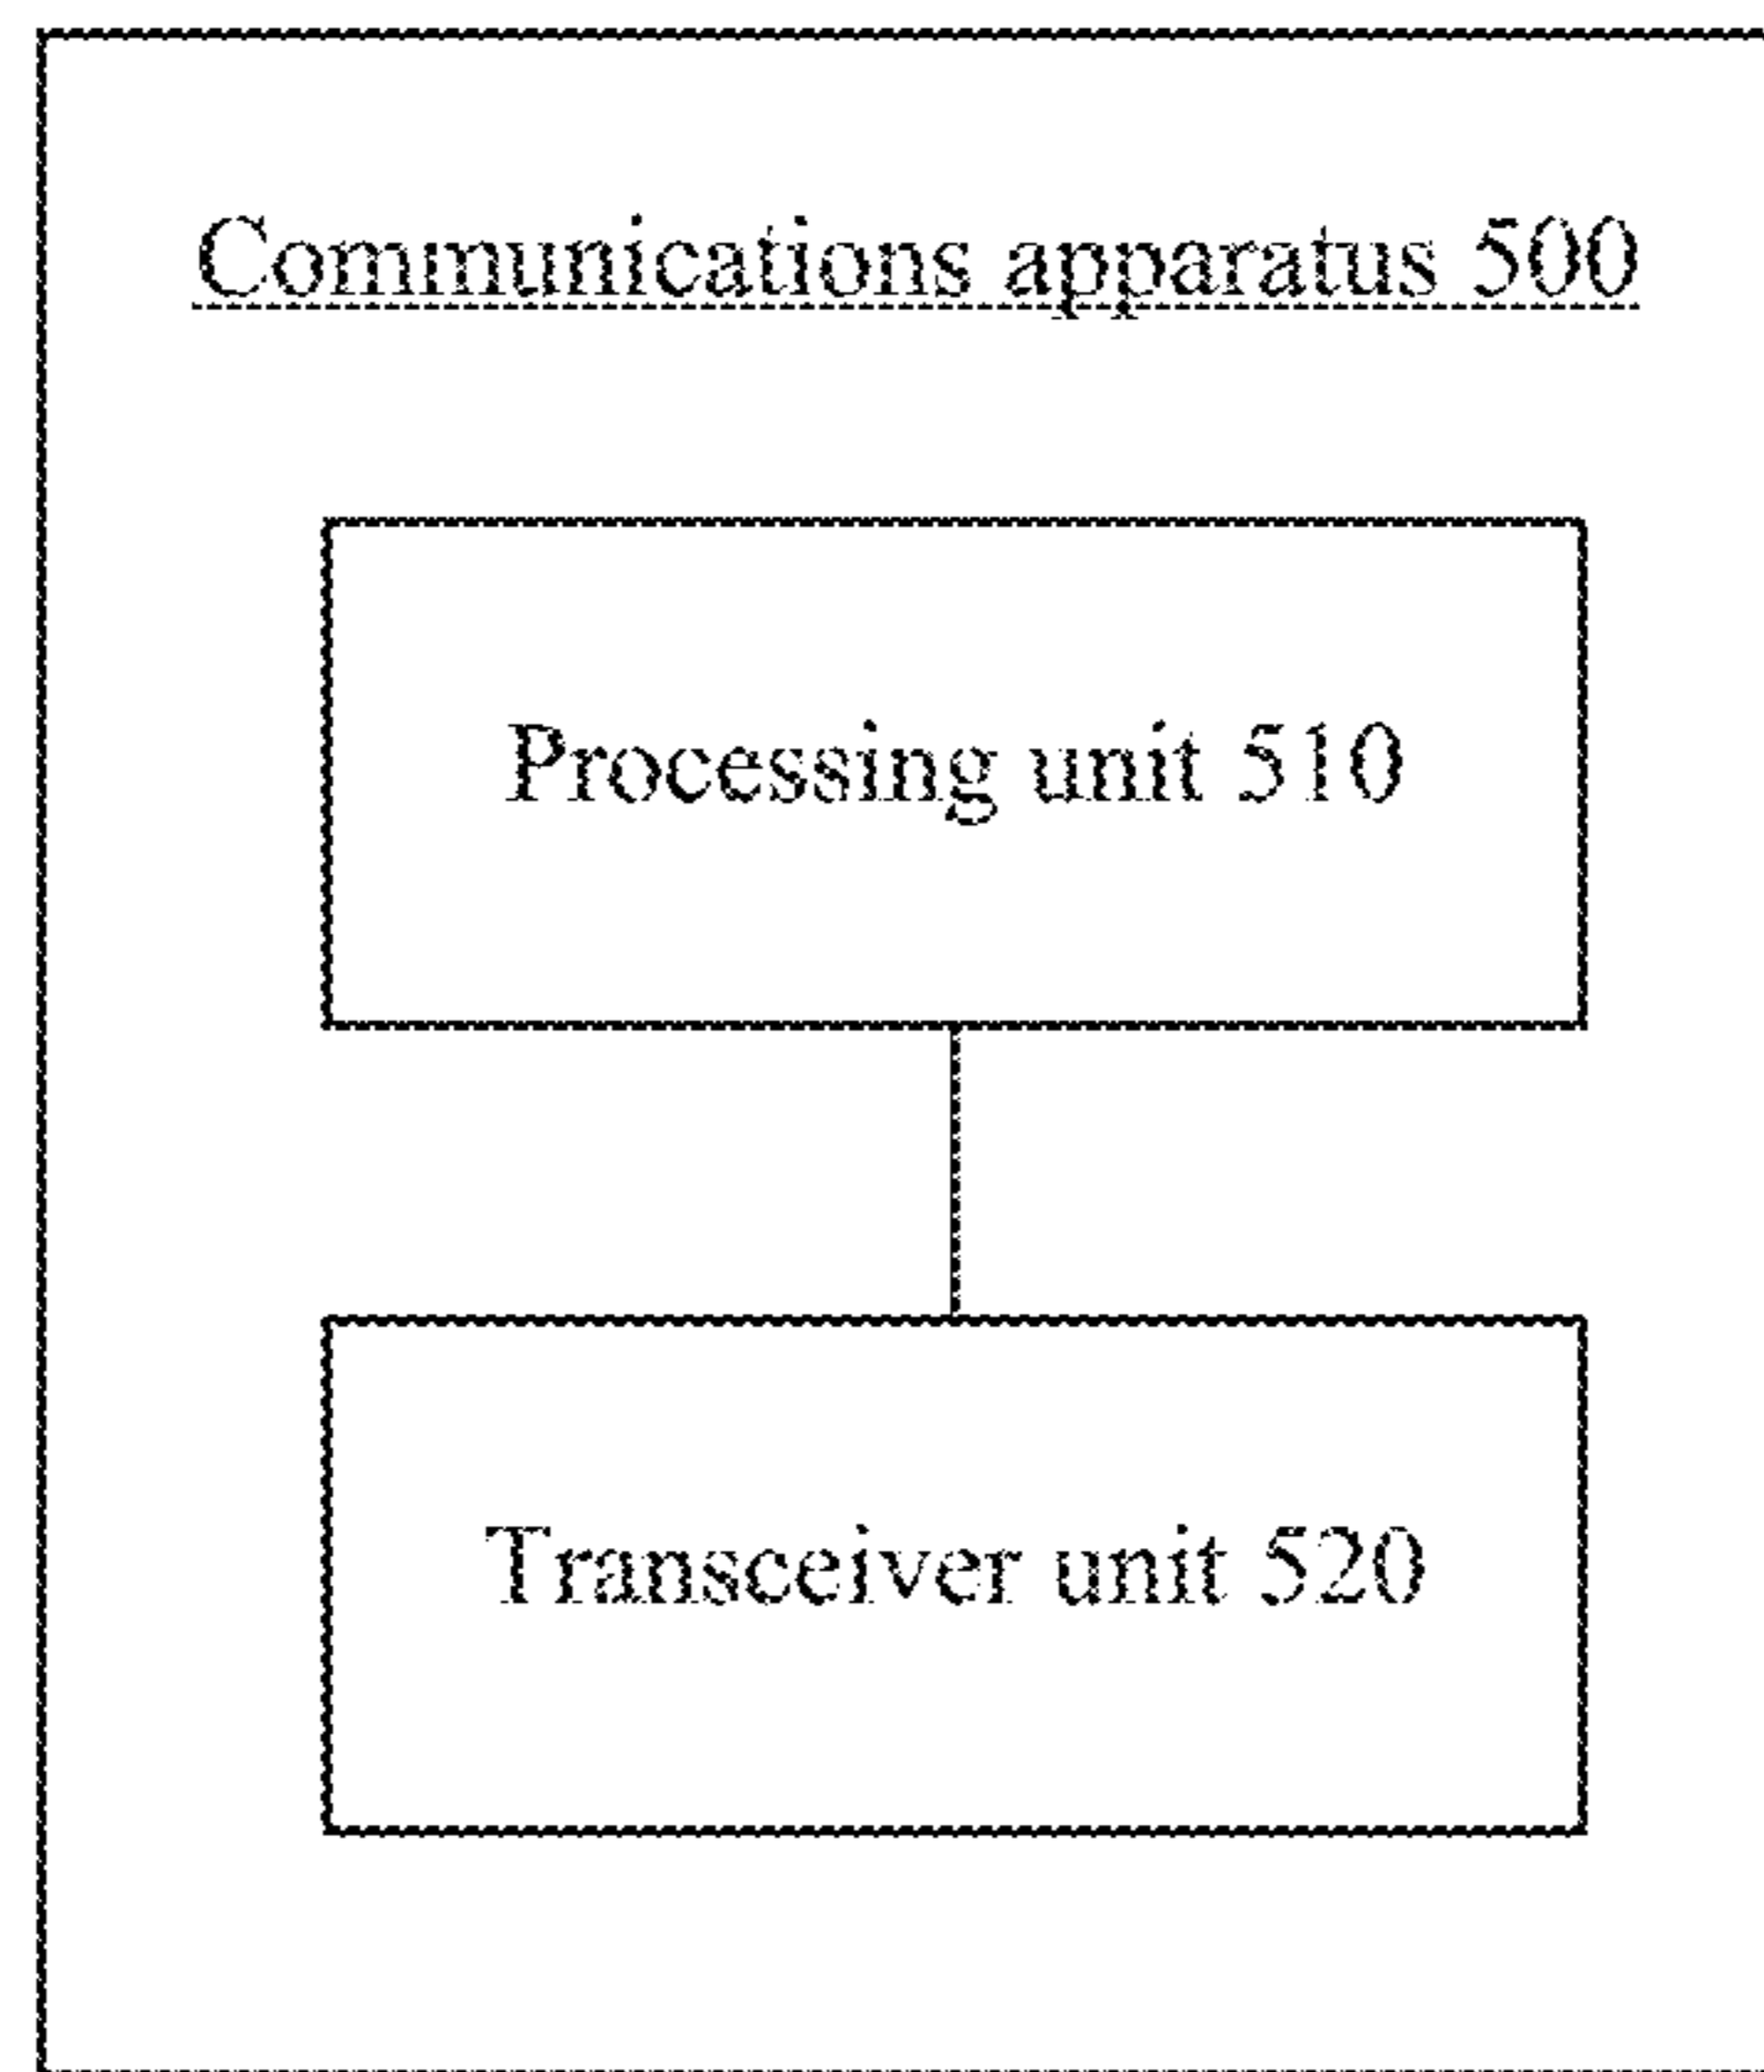 Communications apparatus 500
Processing unit 510
Transceiver unit 520